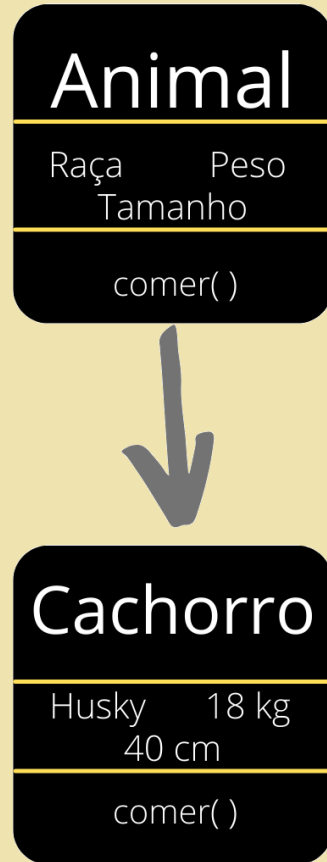 Animal
Raça Peso
Tamanho
comer( )
Cachorro
Husky 18 kg
40 cm
comer( )